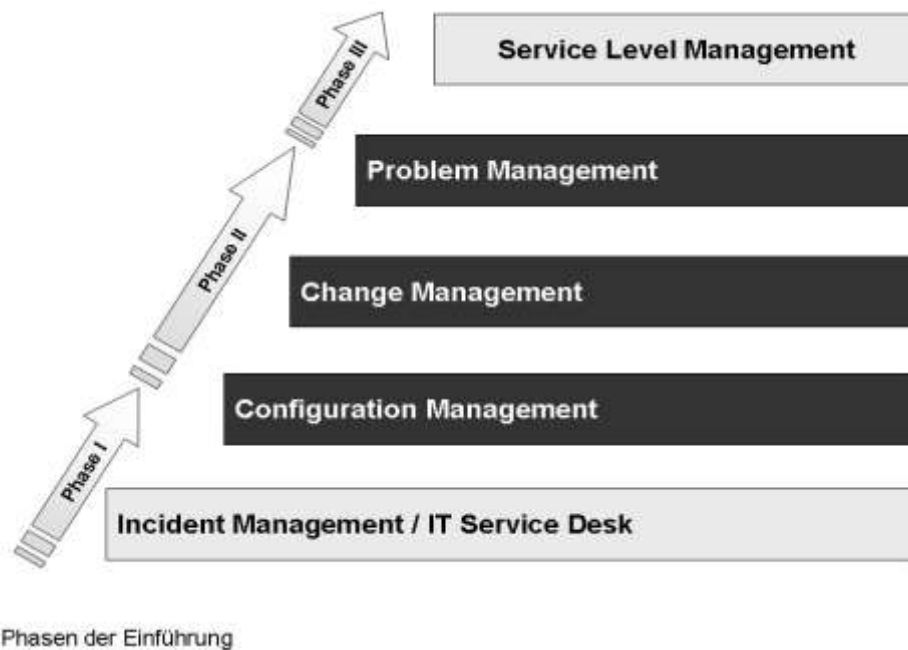 Service Level Management
Phase III
Problem Management
Phase II
Change Management
Configuration Management
Phase I
Incident Management / IT Service Desk
Phasen der Einführung